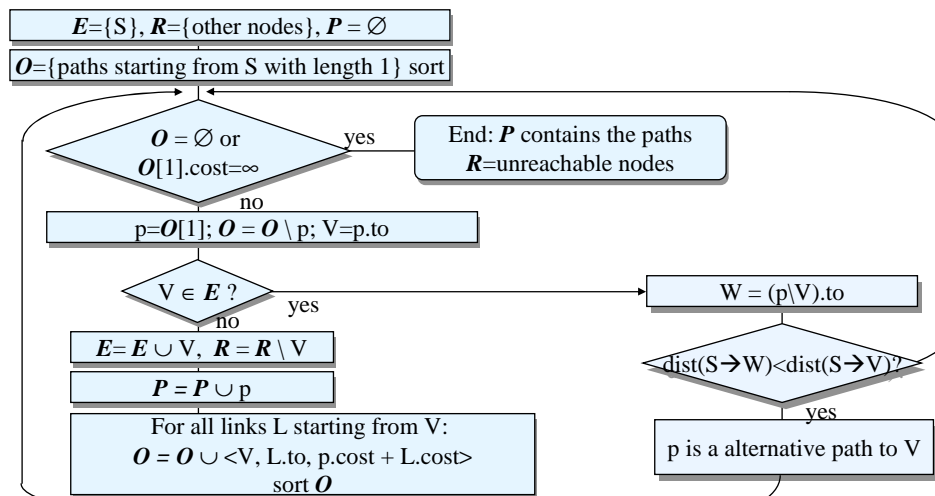 E={S}, R={other nodes}, P = ∅
O={paths starting from S with length 1} sort
O = ∅ or
O[1].cost=∞
yes
End: P contains the paths
R=unreachable nodes
no
p=O[1]; O = O \ p; V=p.to
V ∈ E ?
yes
W = (p\V).to
no
E= E ∪ V, R = R \ V
dist(S→W)<dist(S→V)?
P = P ∪ p
yes
For all links L starting from V:
O = O ∪ <V, L.to, p.cost + L.cost>
sort O
p is a alternative path to V